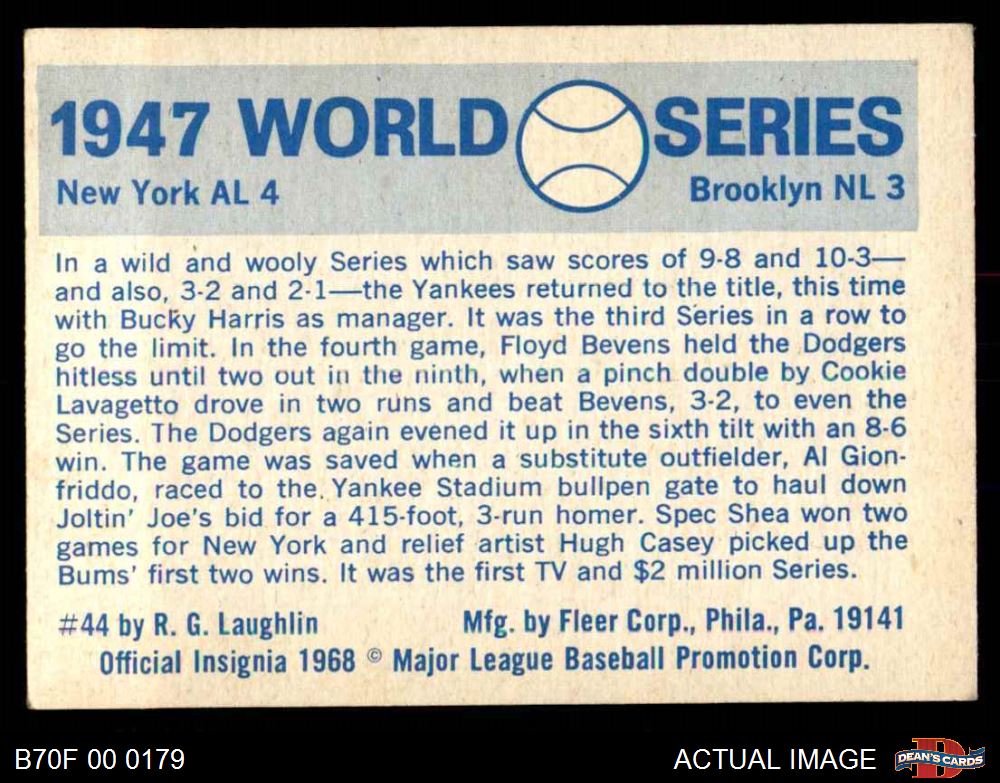 1947 WORLD SERIES
New York AL 4 Brooklyn NL 3
In a wild and wooly Series which saw scores of 9-8 and 10-3—
and also, 3-2 and 2-1—the Yankees returned to the title, this time
with Bucky Harris as manager. It was the third Series in a row to
go the limit. In the fourth game, Floyd Bevens held the Dodgers
hitless until two out in the ninth, when a pinch double by Cookie
Lavagetto drove in two runs and beat Bevens, 3-2, to even the
Series. The Dodgers again evened it up in the sixth tilt with an 8-6
win. The game was saved when a substitute outfielder, Al Gion-
friddo, raced to the Yankee Stadium bullpen gate to haul down
Joltin' Joe's bid for a 415-foot, 3-run homer. Spec Shea won two
games for New York and relief artist Hugh Casey picked up the
Bums' first two wins. It was the first TV and $2 million Series.
#44 by R. G. Laughlin Mfg. by Fleer Corp., Phila., Pa. 19141
Official Insignia 1968 © Major League Baseball Promotion Corp.
B70F 00 0179 ACTUAL IMAGE D DEAN'S CARDS